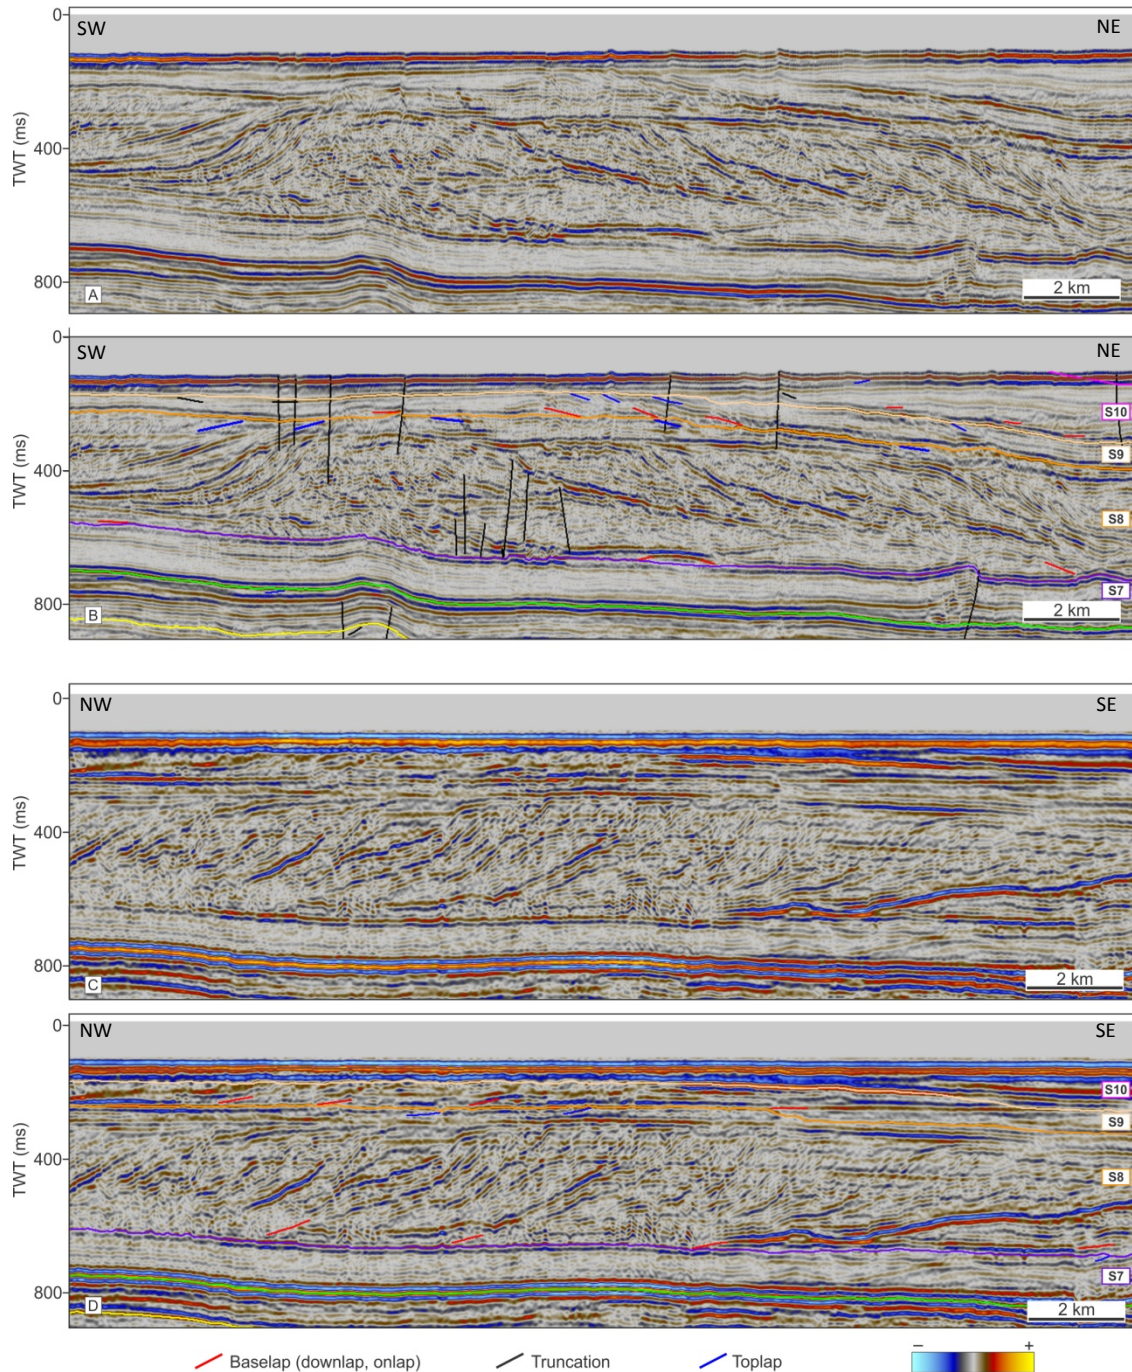 SW NE
0
400
800
TWT (ms)
A
2 km
SW NE
0
400
800
TWT (ms)
S10
S9
S8
S7
B
2 km
NW SE
0
400
800
TWT (ms)
C
2 km
NW SE
0
400
800
TWT (ms)
S10
S9
S8
S7
D
2 km
Baselap (downlap, onlap) Truncation Toplap − +